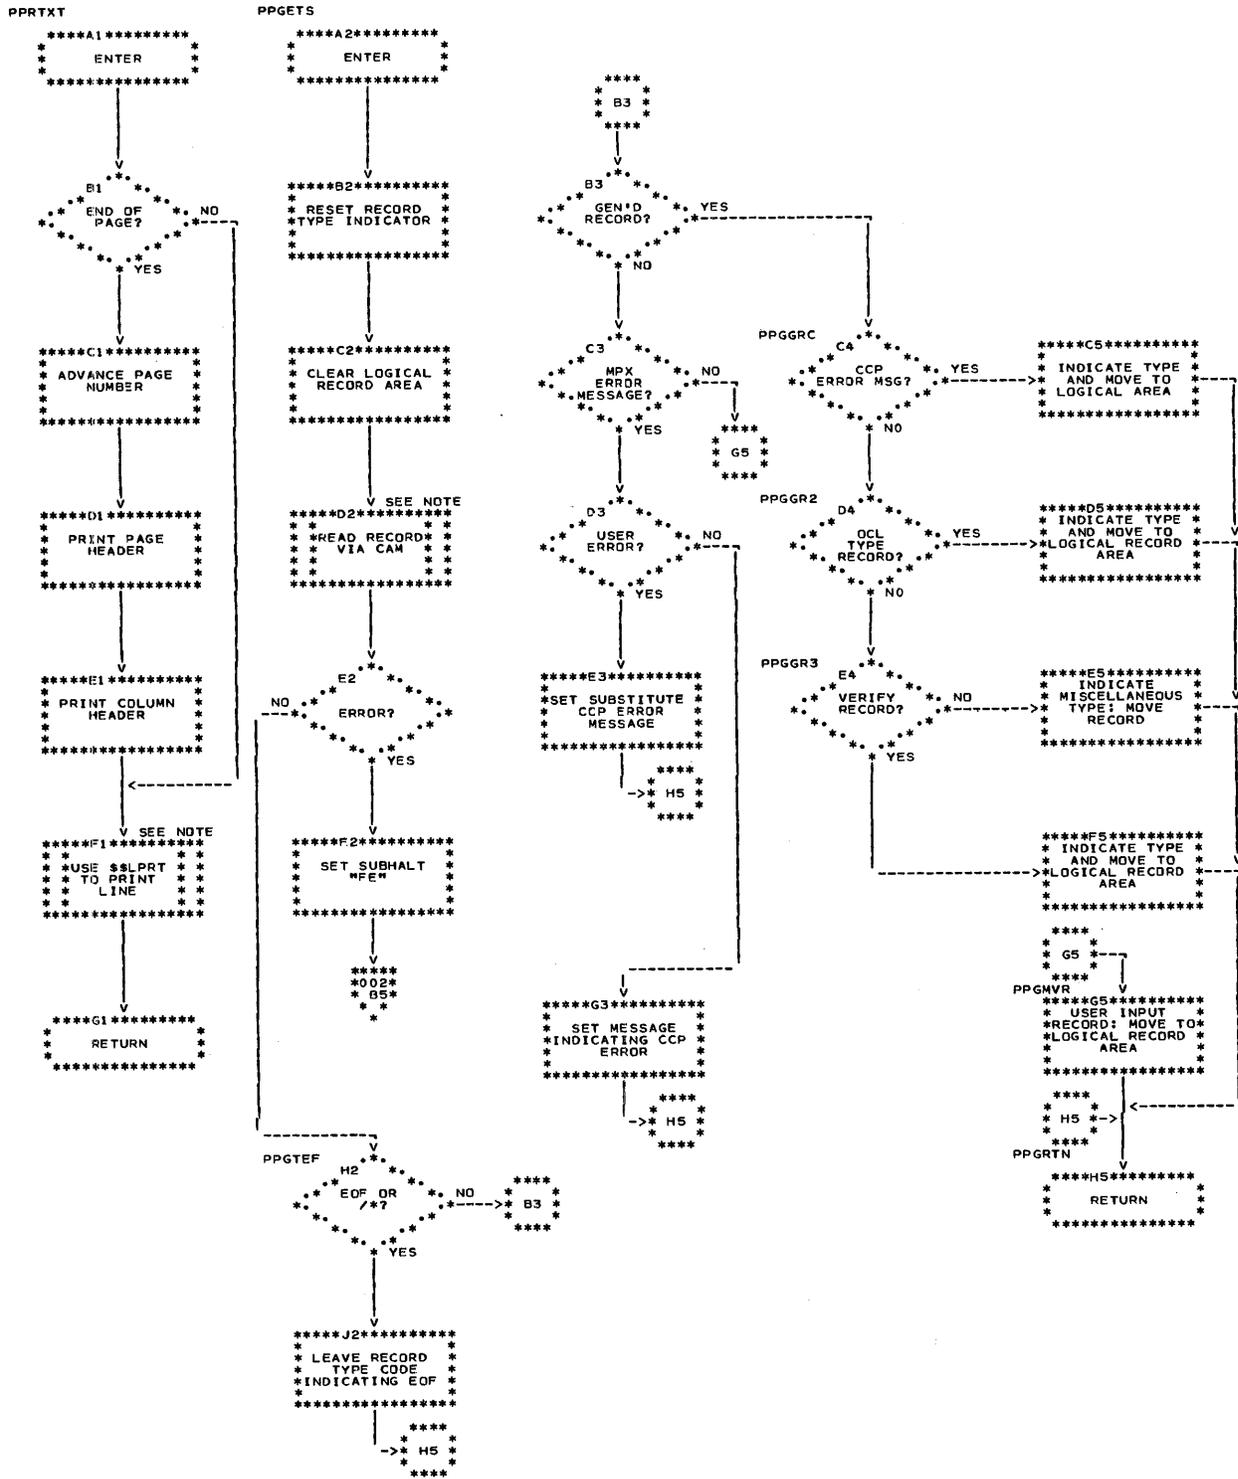 PPRTXT
A1
ENTER
B1
END OF
PAGE?
NO
YES
C1
ADVANCE PAGE
NUMBER
D1
PRINT PAGE
HEADER
E1
PRINT COLUMN
HEADER
SEE NOTE
F1
USE $$LPRT
TO PRINT
LINE
G1
RETURN
PPGETS
A2
ENTER
B2
RESET RECORD
TYPE INDICATOR
C2
CLEAR LOGICAL
RECORD AREA
SEE NOTE
D2
READ RECORD
VIA CAM
E2
ERROR?
NO
YES
F2
SET SUBHALT
"FE"
002
B5
PPGTEF
H2
EOF OR
/*?
NO
B3
YES
J2
LEAVE RECORD
TYPE CODE
INDICATING EOF
H5
B3
B3
GEN'D
RECORD?
YES
NO
C3
MPX
ERROR
MESSAGE?
NO
G5
YES
D3
USER
ERROR?
NO
YES
E3
SET SUBSTITUTE
CCP ERROR
MESSAGE
H5
G3
SET MESSAGE
INDICATING CCP
ERROR
H5
PPGGRC
C4
CCP
ERROR MSG?
YES
NO
PPGGR2
D4
OCL
TYPE
RECORD?
YES
NO
PPGGR3
E4
VERIFY
RECORD?
NO
YES
C5
INDICATE TYPE
AND MOVE TO
LOGICAL AREA
D5
INDICATE TYPE
AND MOVE TO
LOGICAL RECORD
AREA
E5
INDICATE
MISCELLANEOUS
TYPE: MOVE
RECORD
F5
INDICATE TYPE
AND MOVE TO
LOGICAL RECORD
AREA
G5
PPGMVR
G5
USER INPUT
RECORD: MOVE TO
LOGICAL RECORD
AREA
H5
PPGRTN
H5
RETURN